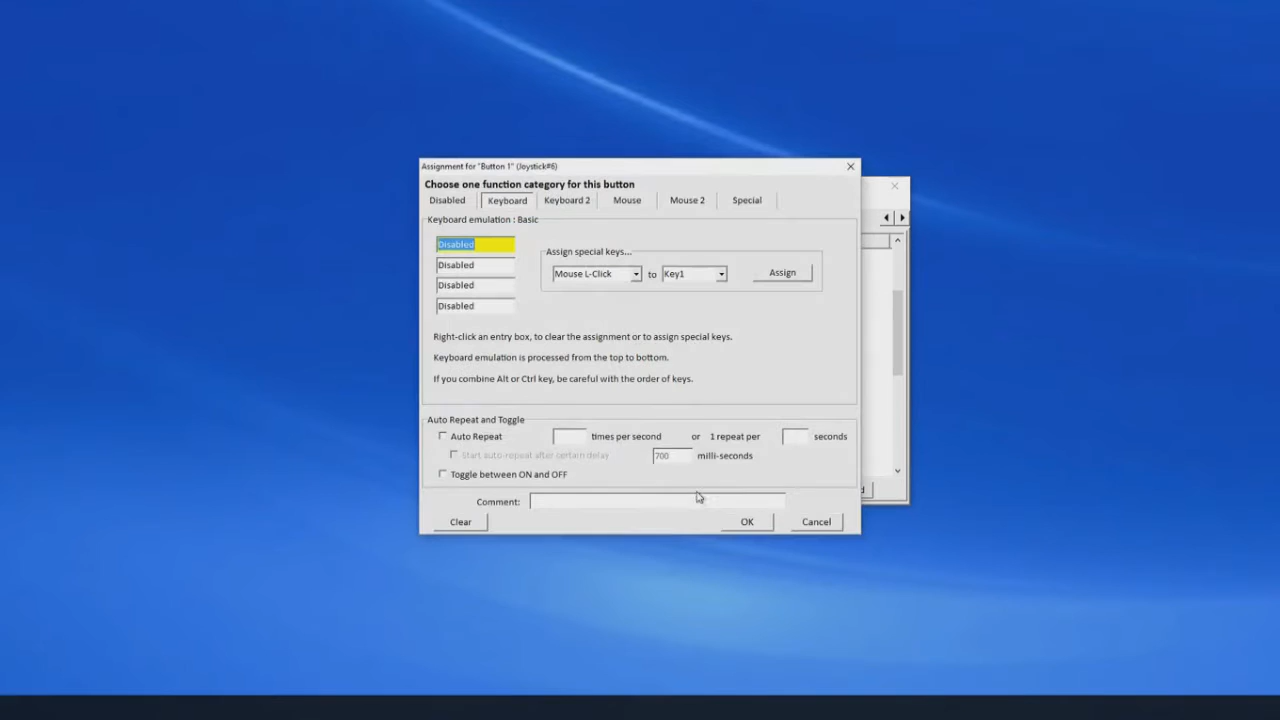 Assignment for "Button 1" (Joystick#6)
Choose one function category for this button
Disabled Keyboard Keyboard 2 Mouse Mouse 2 Special
Keyboard emulation : Basic
Disabled
Assign special keys...
Disabled
Mouse L-Click to Key1 Assign
Disabled
Disabled
Right-click an entry box, to clear the assignment or to assign special keys.
Keyboard emulation is processed from the top to bottom.
If you combine Alt or Ctrl key, be careful with the order of keys.
Auto Repeat and Toggle
Auto Repeat times per second or 1 repeat per seconds
Start auto-repeat after certain delay 700 milli-seconds
Toggle between ON and OFF
Comment:
Clear OK Cancel